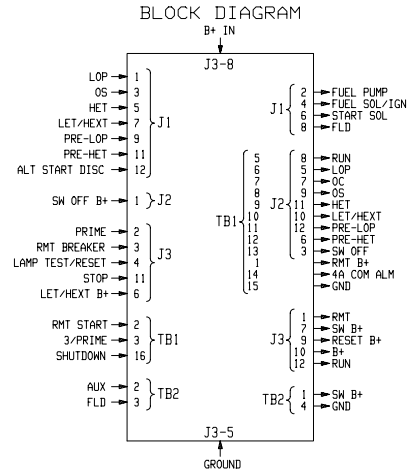 BLOCK DIAGRAM
B+ IN
J3-8
LOP 1
OS 3
HET 5
LET/HEXT 7
PRE-LOP 9
PRE-HET 11
ALT START DISC 12
J1
SW OFF B+ 1 J2
PRIME 2
RMT BREAKER 3
LAMP TEST/RESET 4
STOP 11
LET/HEXT B+ 6
J3
RMT START 2
3/PRIME 3
SHUTDOWN 16
TB1
AUX 2
FLD 3
TB2
J1
2 FUEL PUMP
4 FUEL SOL/IGN
6 START SOL
8 FLD
TB1
J2
5 8 RUN
6 5 LOP
7 7 OC
8 9 OS
9 11 HET
10 10 LET/HEXT
11 12 PRE-LOP
12 6 PRE-HET
13 3 SW OFF
1 RMT B+
14 4A COM ALM
15 GND
J3
1 RMT
7 SW B+
9 RESET B+
10 B+
12 RUN
TB2
1 SW B+
4 GND
J3-5
GROUND